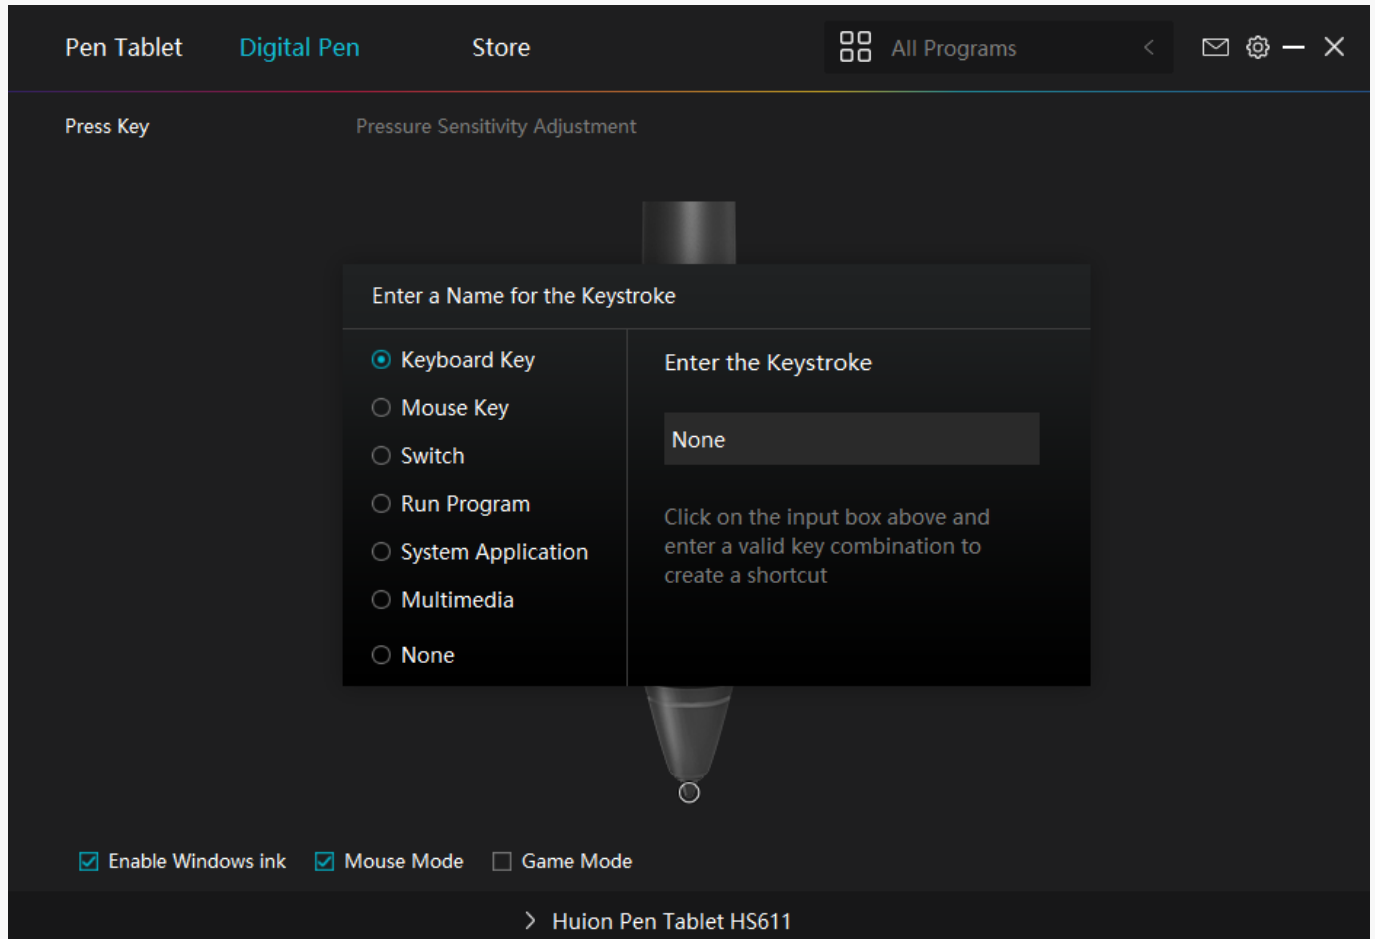 Pen Tablet Digital Pen Store All Programs
Press Key Pressure Sensitivity Adjustment
Enter a Name for the Keystroke
Keyboard Key
Mouse Key
Switch
Run Program
System Application
Multimedia
None
Enter the Keystroke
None
Click on the input box above and
enter a valid key combination to
create a shortcut
Enable Windows ink Mouse Mode Game Mode
Huion Pen Tablet HS611